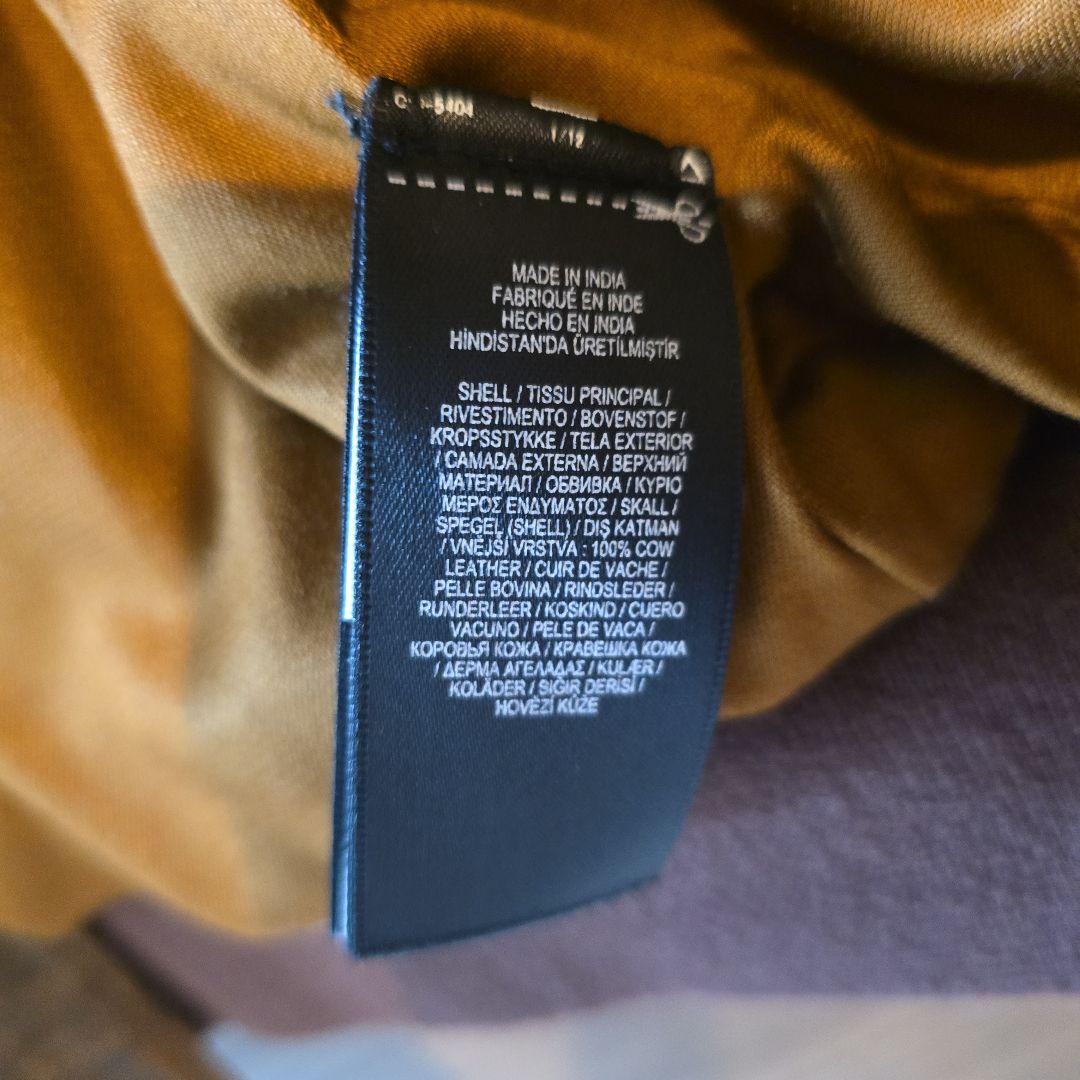 5404
1/12
MADE IN INDIA
FABRIQUÉ EN INDE
HECHO EN INDIA
HİNDİSTAN'DA ÜRETİLMİŞTİR
SHELL / TISSU PRINCIPAL /
RIVESTIMENTO / BOVENSTOF /
KROPSSTYKKE / TELA EXTERIOR
/ CAMADA EXTERNA / ВЕРХНИЙ
МАТЕРИАЛ / ОБВИВКА / ΚΥΡΙΟ
ΜΕΡΟΣ ΕΝΔΥΜΑΤΟΣ / SKALL /
SPEGEL (SHELL) / DIŞ KATMAN
/ VNĚJŠÍ VRSTVA : 100% COW
LEATHER / CUIR DE VACHE /
PELLE BOVINA / RINDSLEDER /
RUNDERLEER / KOSKIND / CUERO
VACUNO / PELE DE VACA /
КОРОВЬЯ КОЖА / КРАВЕШКА КОЖА
/ ΔΕΡΜΑ ΑΓΕΛΑΔΑΣ / KULÆR /
KOLÄDER / SIĞIR DERİSİ /
HOVĚZÍ KŮŽE